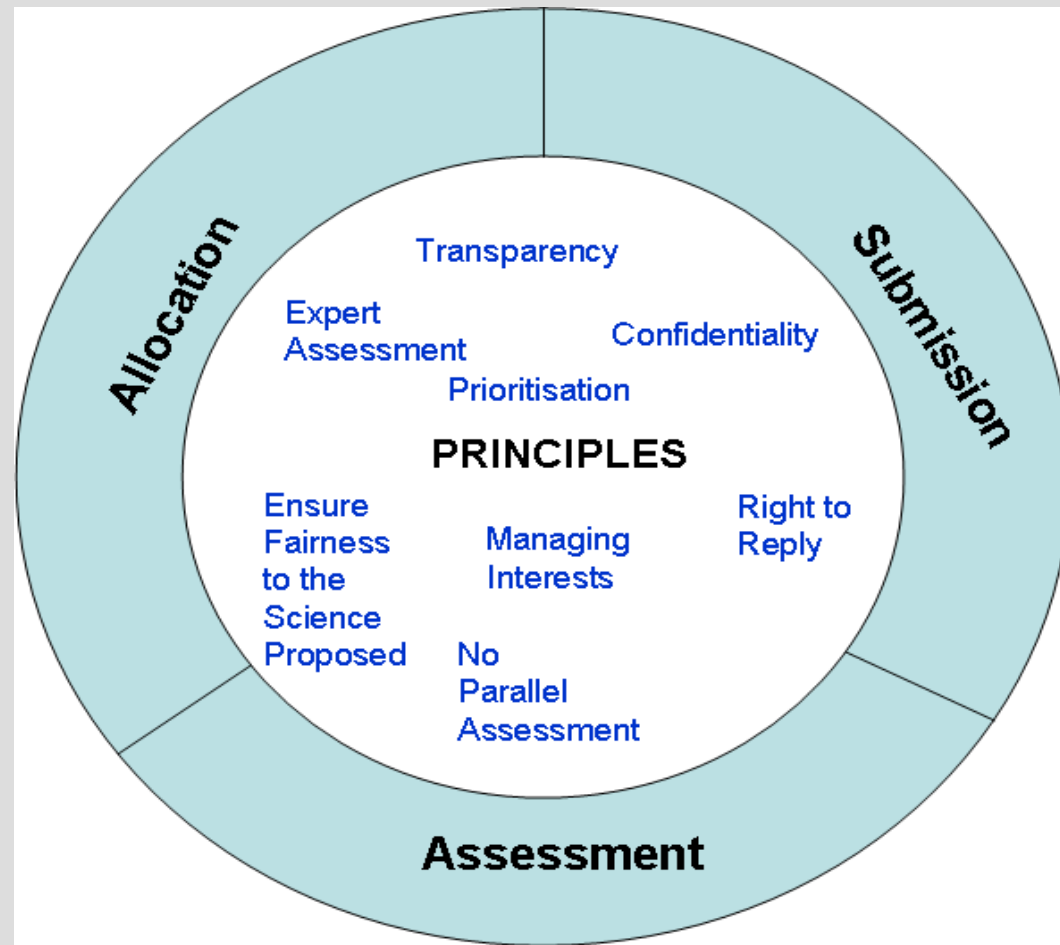 Allocation
Submission
Transparency
Expert
Assessment
Confidentiality
Prioritisation
PRINCIPLES
Ensure
Fairness
to the
Science
Proposed
Managing
Interests
Right to
Reply
No
Parallel
Assessment
Assessment